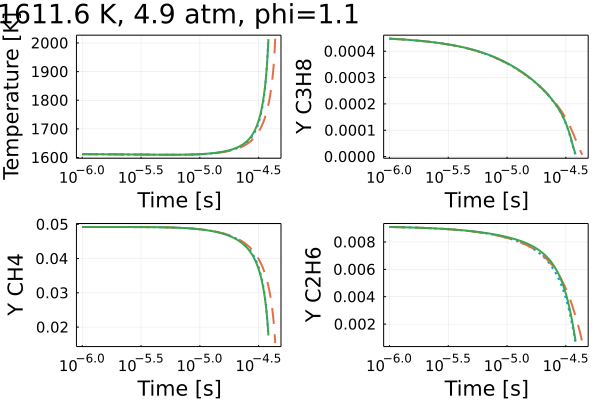 1611.6 K, 4.9 atm, phi=1.1
Temperature [K]
2000
1900
1800
1700
1600
10^-6.0 10^-5.5 10^-5.0 10^-4.5
Time [s]
Y C3H8
0.0004
0.0003
0.0002
0.0001
0.0000
10^-6.0 10^-5.5 10^-5.0 10^-4.5
Time [s]
Y CH4
0.05
0.04
0.03
0.02
10^-6.0 10^-5.5 10^-5.0 10^-4.5
Time [s]
Y C2H6
0.008
0.006
0.004
0.002
10^-6.0 10^-5.5 10^-5.0 10^-4.5
Time [s]